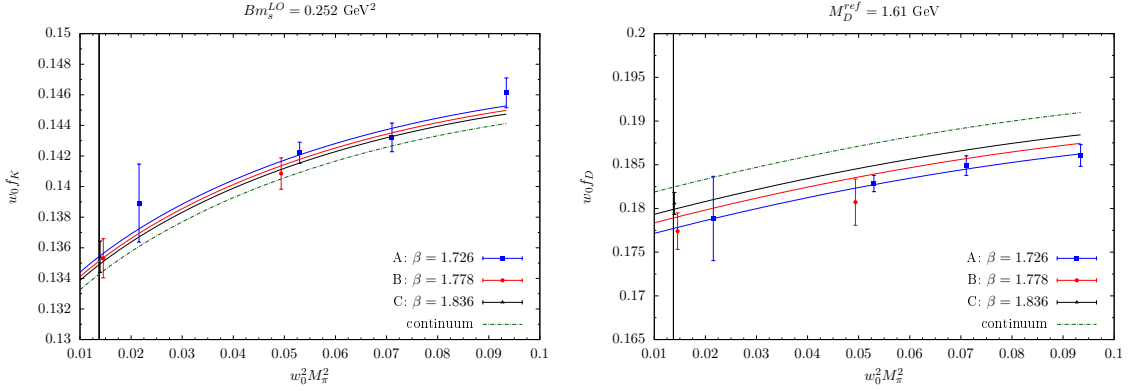 Bm_s^{LO} = 0.252 GeV^2
0.15
0.148
0.146
0.144
0.142
0.14
0.138
0.136
0.134
0.132
0.13
w_0 f_K
A: β = 1.726
B: β = 1.778
C: β = 1.836
continuum
0.01 0.02 0.03 0.04 0.05 0.06 0.07 0.08 0.09 0.1
w_0^2 M_π^2
M_D^{ref} = 1.61 GeV
0.2
0.195
0.19
0.185
0.18
0.175
0.17
0.165
w_0 f_D
A: β = 1.726
B: β = 1.778
C: β = 1.836
continuum
0.01 0.02 0.03 0.04 0.05 0.06 0.07 0.08 0.09 0.1
w_0^2 M_π^2